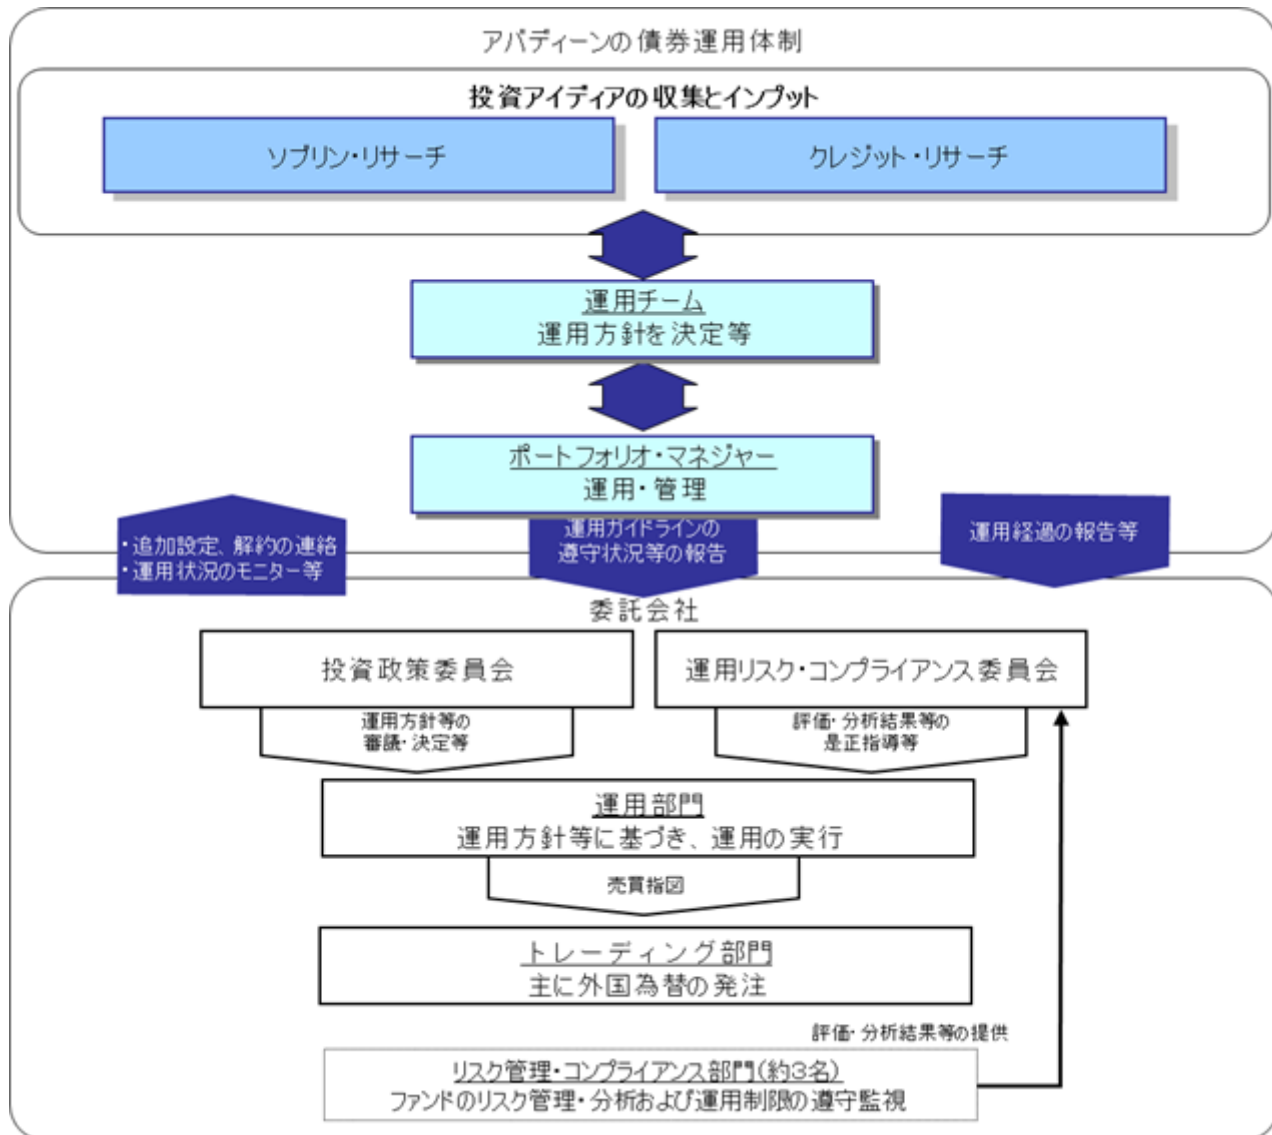 アバディーンの債券運用体制
投資アイディアの収集とインプット
ソブリン・リサーチ
クレジット・リサーチ
運用チーム
運用方針を決定等
ポートフォリオ・マネジャー
運用・管理
・追加設定、解約の連絡
・運用状況のモニター等
運用ガイドラインの
遵守状況等の報告
運用経過の報告等
委託会社
投資政策委員会
運用リスク・コンプライアンス委員会
運用方針等の
審議・決定等
評価・分析結果等の
是正指導等
運用部門
運用方針等に基づき、運用の実行
売買指図
トレーディング部門
主に外国為替の発注
評価・分析結果等の提供
リスク管理・コンプライアンス部門(約3名)
ファンドのリスク管理・分析および運用制限の遵守監視